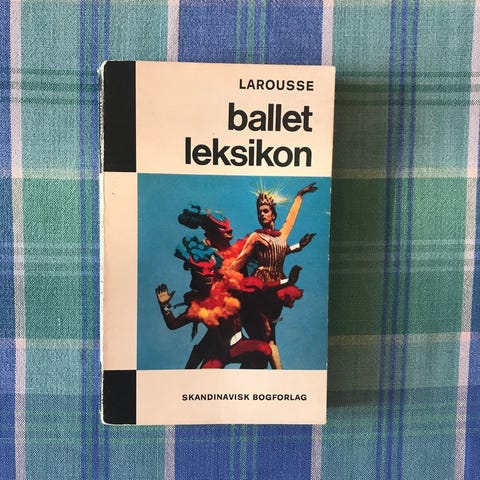 LAROUSSE
ballet
leksikon
SKANDINAVISK BOGFORLAG